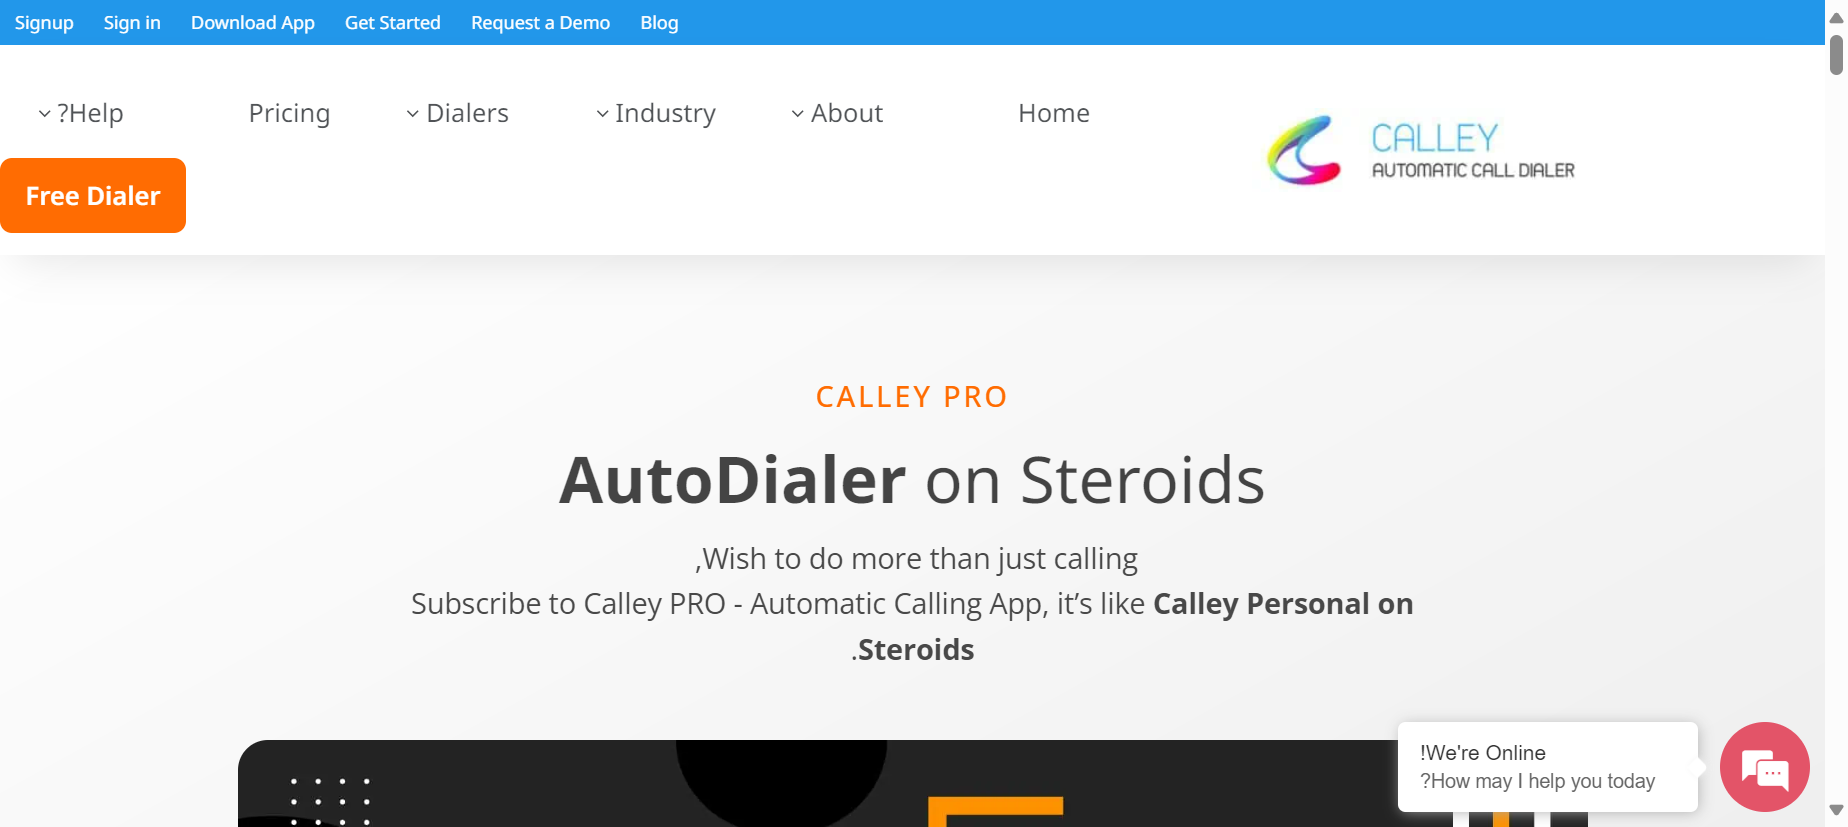 Signup Sign in Download App Get Started Request a Demo Blog
?Help Pricing Dialers Industry About Home
CALLEY
AUTOMATIC CALL DIALER
Free Dialer
CALLEY PRO
AutoDialer on Steroids
,Wish to do more than just calling
Subscribe to Calley PRO - Automatic Calling App, it’s like Calley Personal on
.Steroids
!We're Online
?How may I help you today